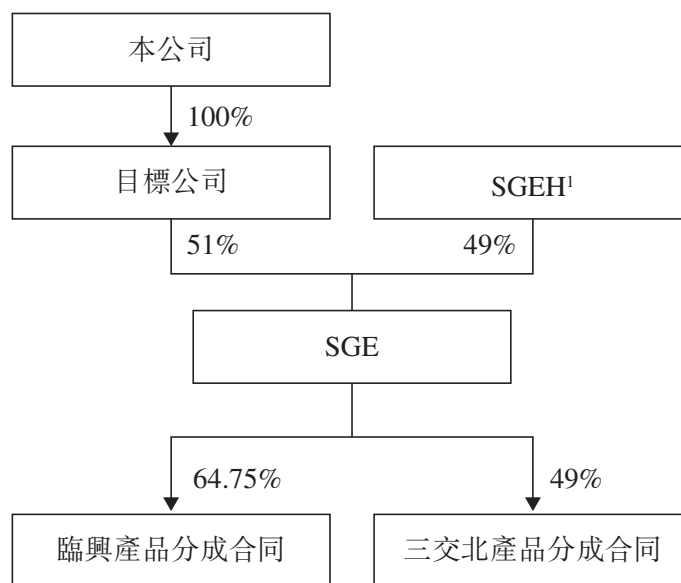 本公司
100%
目標公司
SGEH¹
51%
49%
SGE
64.75%
49%
臨興產品分成合同
三交北產品分成合同